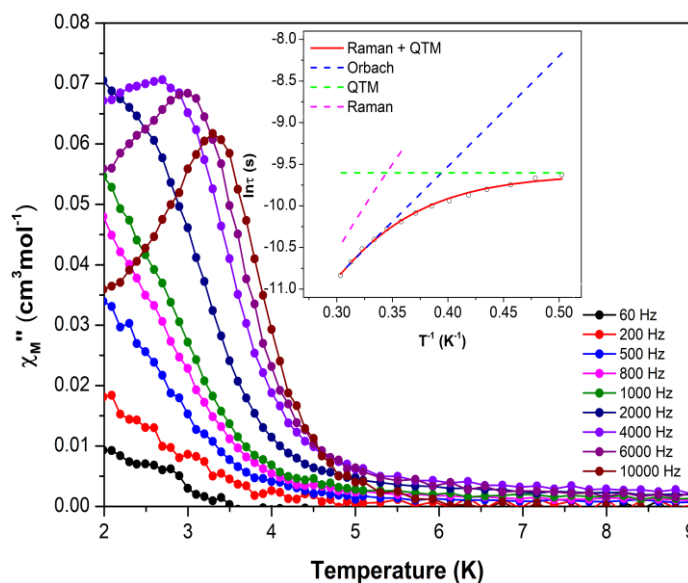 0.08
0.07
0.06
0.05
0.04
0.03
0.02
0.01
0.00
χM'' (cm³mol⁻¹)
2 3 4 5 6 7 8 9
Temperature (K)
Raman + QTM
Orbach
QTM
Raman
-8.0
-8.5
-9.0
-9.5
-10.0
-10.5
-11.0
lnτ (s)
0.30 0.35 0.40 0.45 0.50
T⁻¹ (K⁻¹)
60 Hz
200 Hz
500 Hz
800 Hz
1000 Hz
2000 Hz
4000 Hz
6000 Hz
10000 Hz